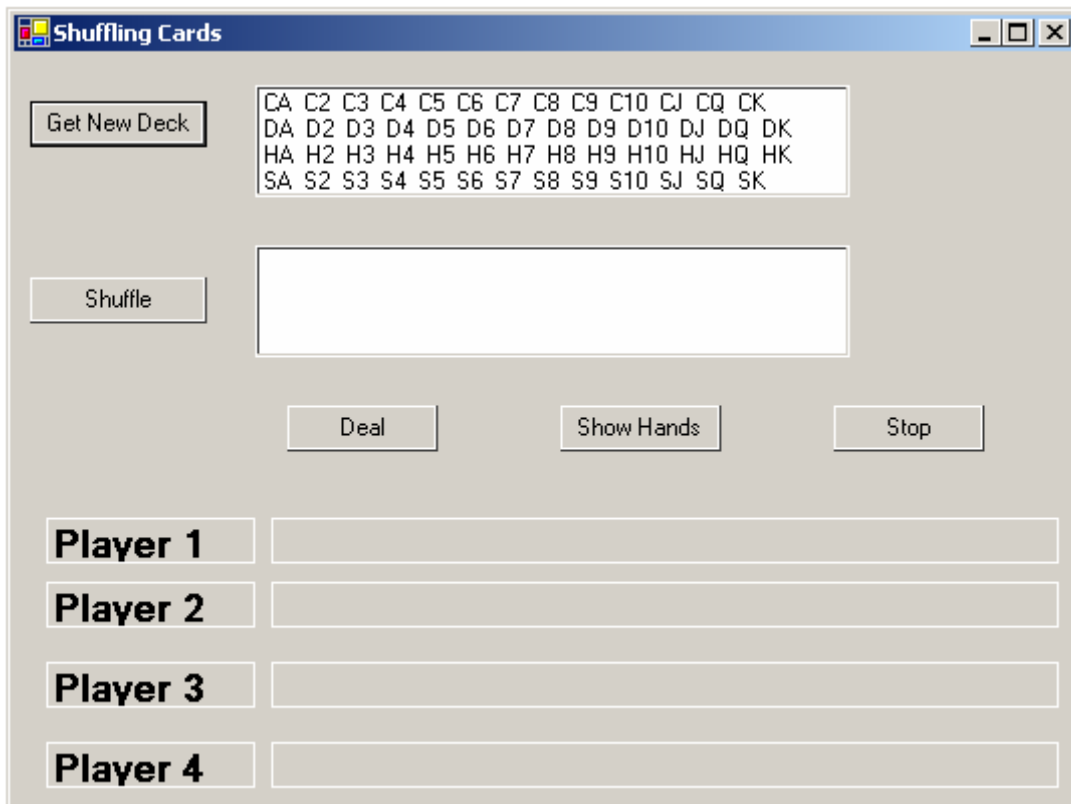 Shuffling Cards
Get New Deck
CA C2 C3 C4 C5 C6 C7 C8 C9 C10 CJ CQ CK
DA D2 D3 D4 D5 D6 D7 D8 D9 D10 DJ DQ DK
HA H2 H3 H4 H5 H6 H7 H8 H9 H10 HJ HQ HK
SA S2 S3 S4 S5 S6 S7 S8 S9 S10 SJ SQ SK
Shuffle
Deal Show Hands Stop
Player 1
Player 2
Player 3
Player 4